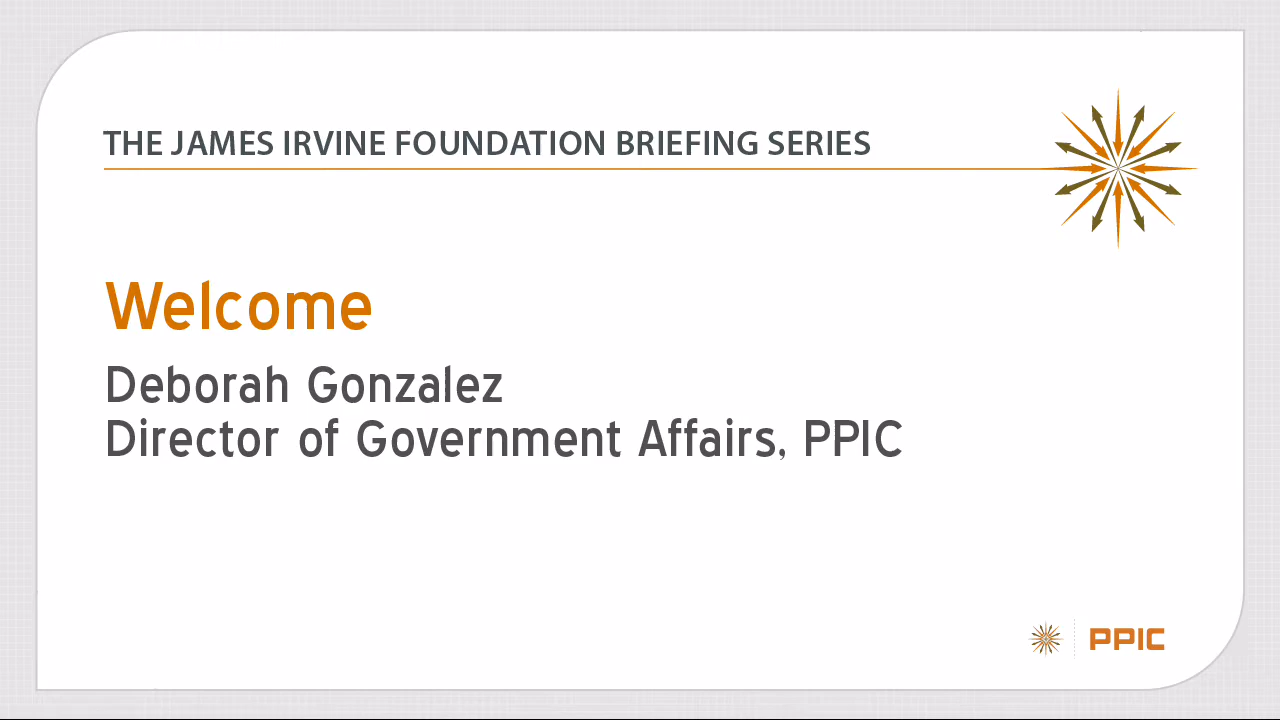 THE JAMES IRVINE FOUNDATION BRIEFING SERIES
Welcome
Deborah Gonzalez
Director of Government Affairs, PPIC
PPIC